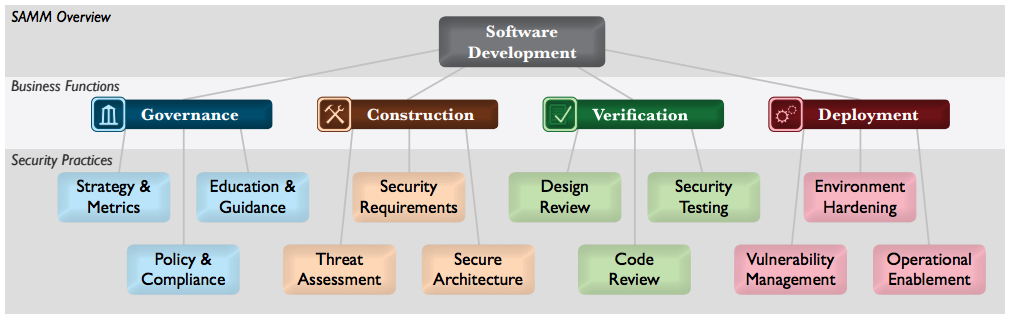 SAMM Overview
Software
Development
Business Functions
Governance
Construction
Verification
Deployment
Security Practices
Strategy &
Metrics
Education &
Guidance
Security
Requirements
Design
Review
Security
Testing
Environment
Hardening
Policy &
Compliance
Threat
Assessment
Secure
Architecture
Code
Review
Vulnerability
Management
Operational
Enablement